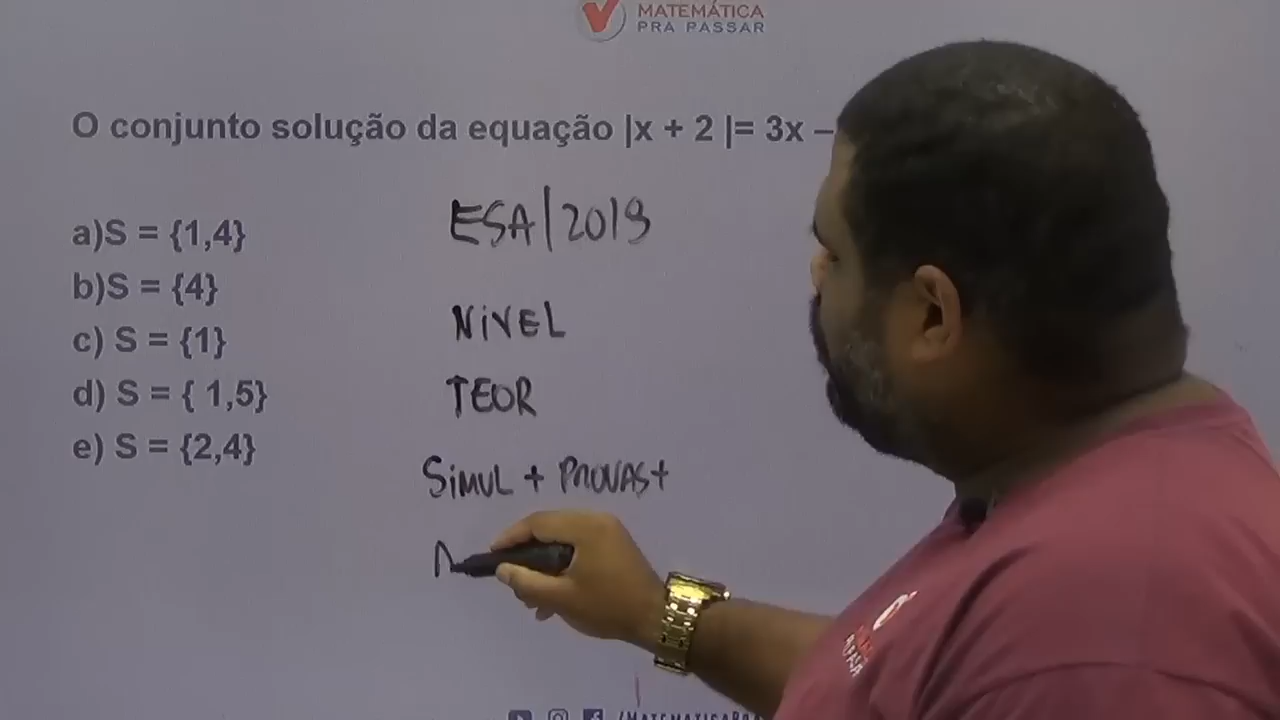 MATEMÁTICA
PRA PASSAR
O conjunto solução da equação |x + 2 |= 3x –
a)S = {1,4}
b)S = {4}
c) S = {1}
d) S = { 1,5}
e) S = {2,4}
ESA|2019
NiVEL
TEOR
SiMUL + PROVAS+